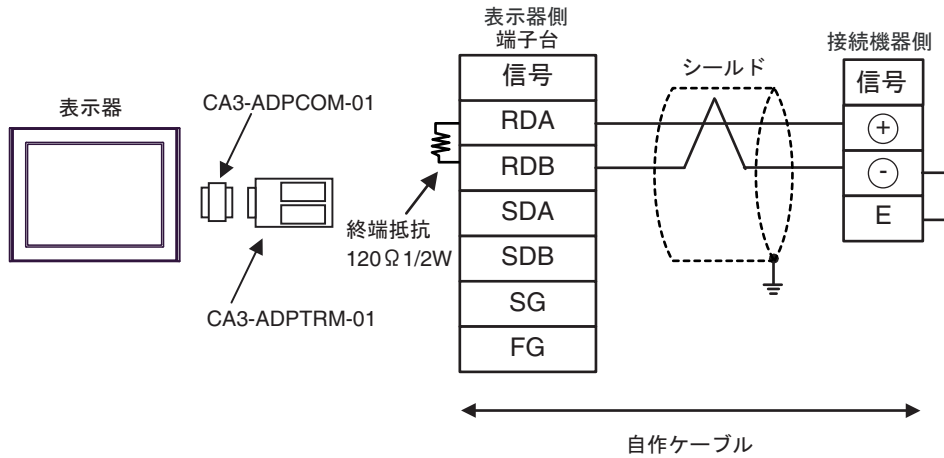 表示器
CA3-ADPCOM-01
CA3-ADPTRM-01
終端抵抗
120Ω1/2W
表示器側
端子台
信号
RDA
RDB
SDA
SDB
SG
FG
シールド
接続機器側
信号
+
-
E
自作ケーブル